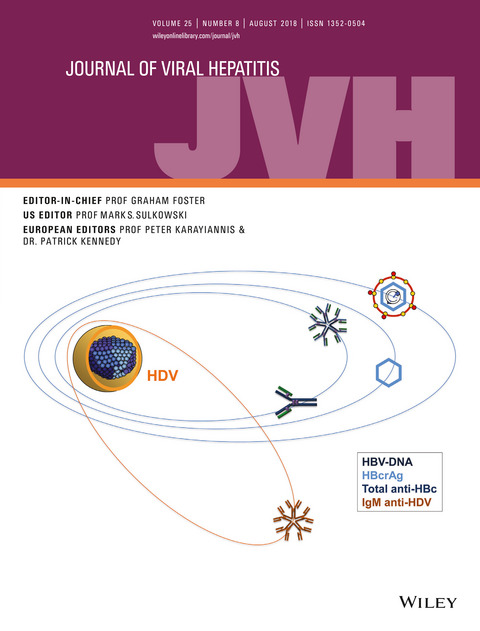 VOLUME 25 | NUMBER 8 | AUGUST 2018 | ISSN 1352-0504
wileyonlinelibrary.com/journal/jvh
JOURNAL OF VIRAL HEPATITIS
JVH
EDITOR-IN-CHIEF PROF GRAHAM FOSTER
US EDITOR PROF MARK S. SULKOWSKI
EUROPEAN EDITORS PROF PETER KARAYIANNIS &
DR. PATRICK KENNEDY
HDV
HBV-DNA
HBcrAg
Total anti-HBc
IgM anti-HDV
WILEY